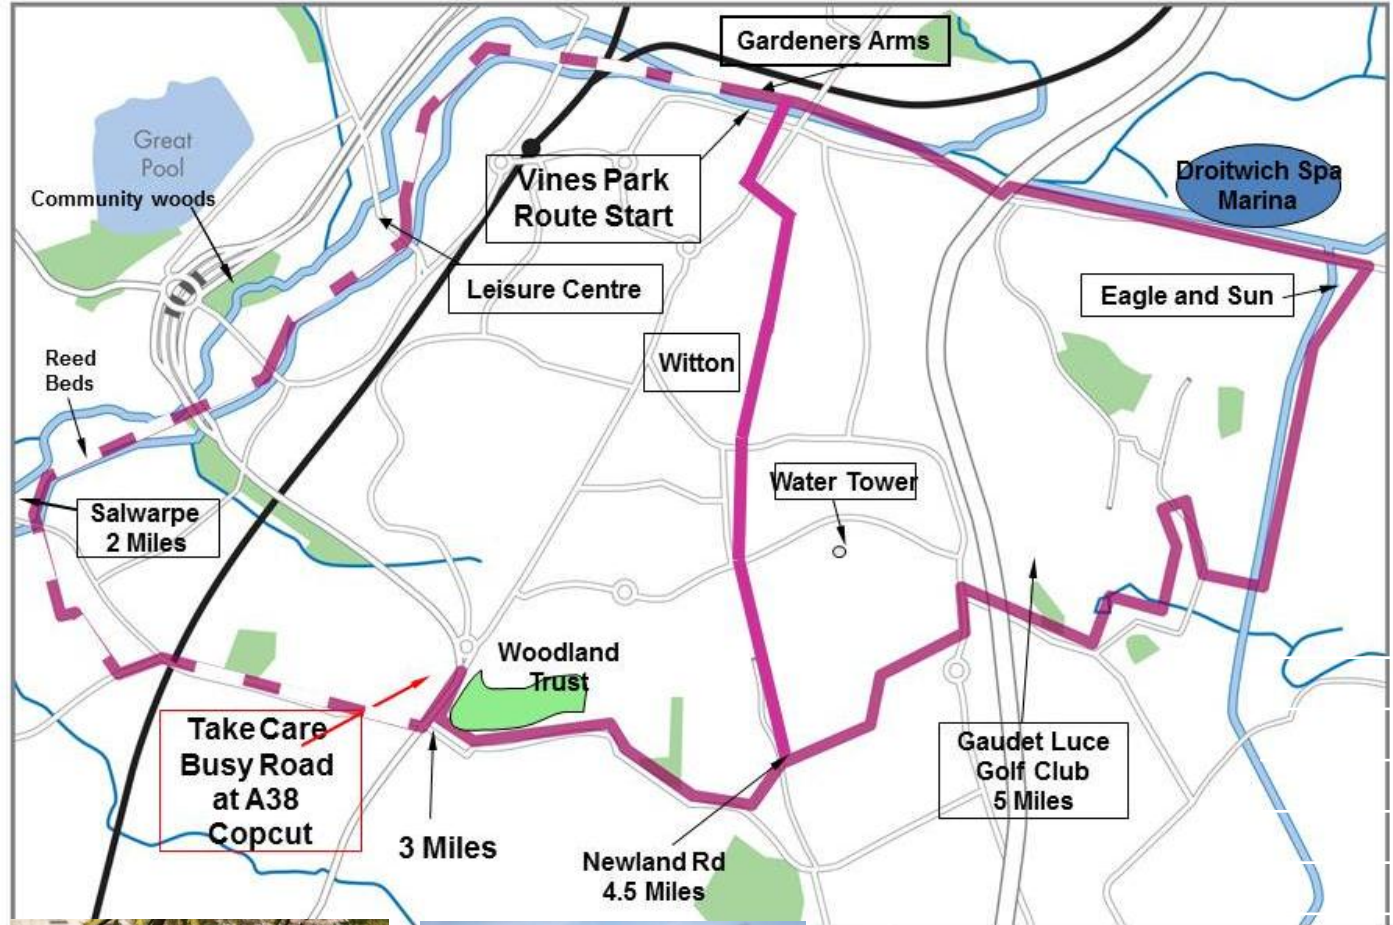 Gardeners Arms
Great
Pool
Community woods
Vines Park
Route Start
Droitwich Spa
Marina
Leisure Centre
Eagle and Sun
Reed
Beds
Witton
Water Tower
Salwarpe
2 Miles
Woodland
Trust
Take Care
Busy Road
at A38
Copcut
3 Miles
Newland Rd
4.5 Miles
Gaudet Luce
Golf Club
5 Miles